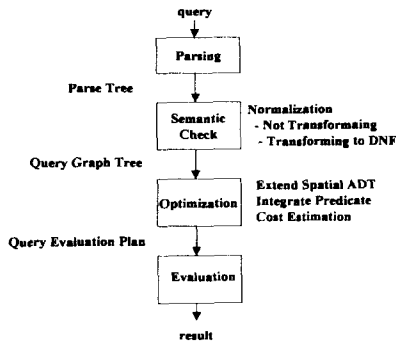 query
Parsing
Parse Tree
Semantic
Check
Normalization
- Not Transformaing
- Transforming to DNF
Query Graph Tree
Optimization
Extend Spatial ADT
Integrate Predicate
Cost Estimation
Query Evaluation Plan
Evaluation
result